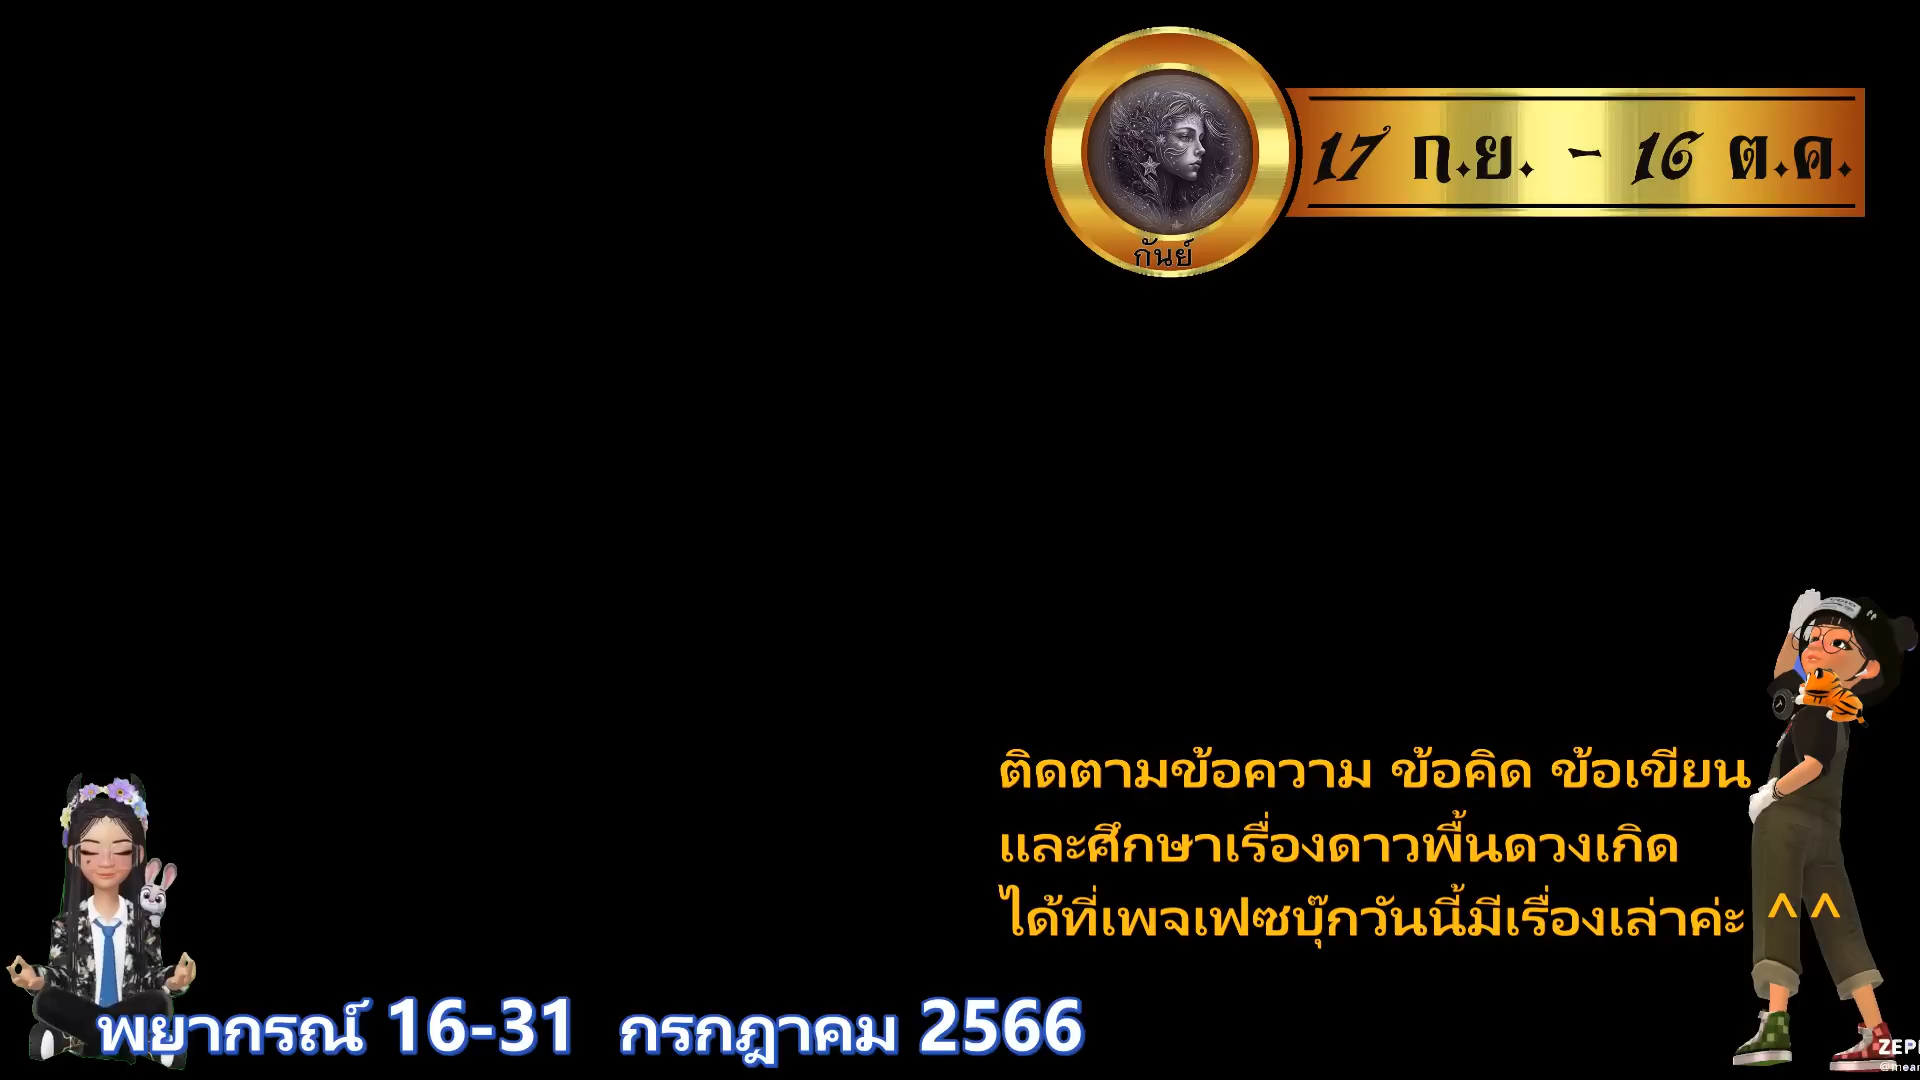 17 ก.ย. - 16 ต.ค.
กันย์
ติดตามข้อความ ข้อคิด ข้อเขียน
และศึกษาเรื่องดาวพื้นดวงเกิด
ได้ที่เพจเฟซบุ๊กวันนี้มีเรื่องเล่าค่ะ ^^
พยากรณ์ 16-31 กรกฎาคม 2566